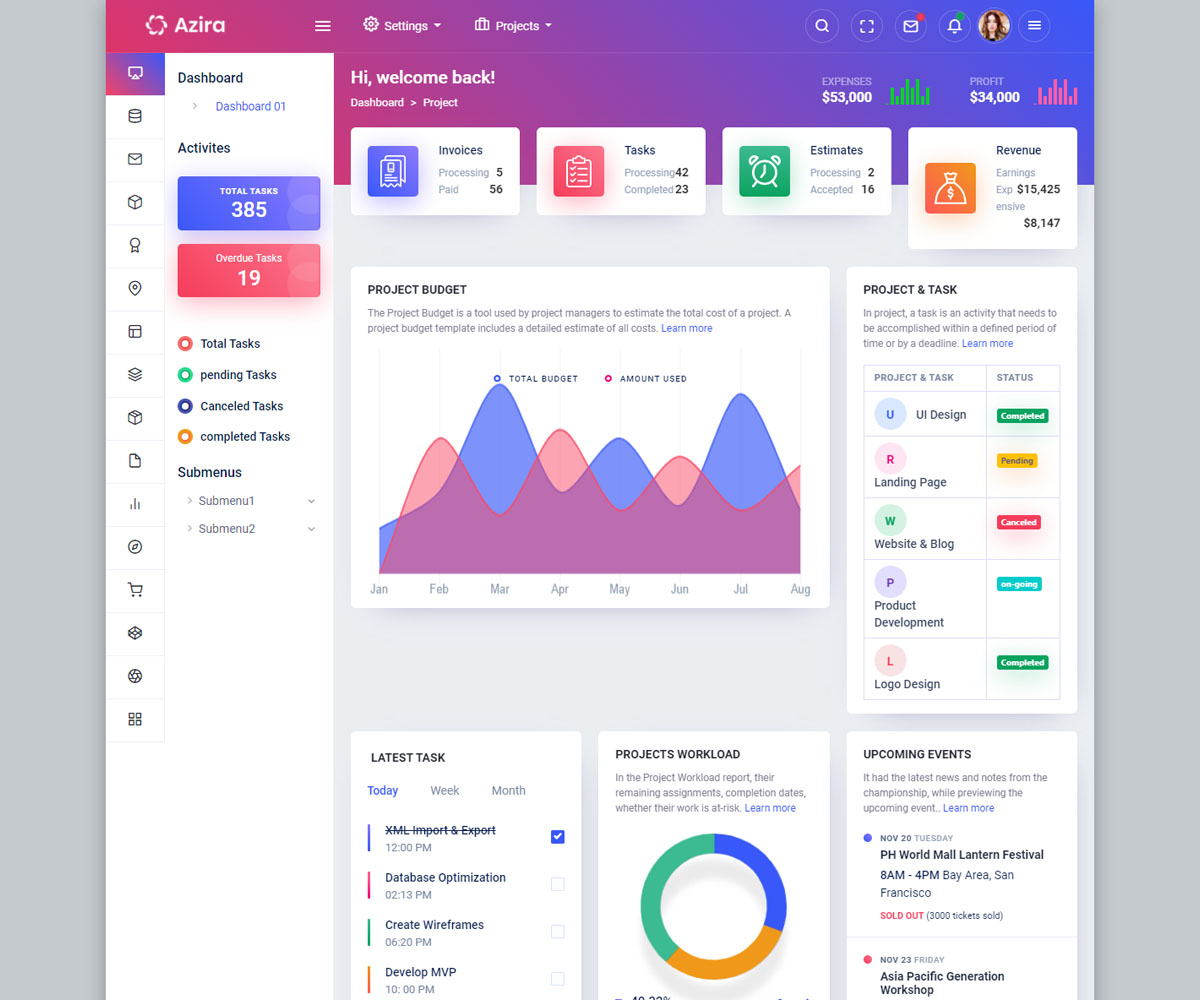 Azira
Settings
Projects
Dashboard
Dashboard 01
Activites
TOTAL TASKS
385
Overdue Tasks
19
Total Tasks
pending Tasks
Canceled Tasks
completed Tasks
Submenus
Submenu1
Submenu2
Hi, welcome back!
Dashboard > Project
EXPENSES
$53,000
PROFIT
$34,000
Invoices
Processing 5
Paid 56
Tasks
Processing42
Completed 23
Estimates
Processing 2
Accepted 16
Revenue
Earnings
Exp $15,425
ensive
$8,147
PROJECT BUDGET
The Project Budget is a tool used by project managers to estimate the total cost of a project. A
project budget template includes a detailed estimate of all costs. Learn more
TOTAL BUDGET
AMOUNT USED
Jan Feb Mar Apr May Jun Jul Aug
PROJECT & TASK
In project, a task is an activity that needs to
be accomplished within a defined period of
time or by a deadline. Learn more
PROJECT & TASK STATUS
U UI Design Completed
R Pending
Landing Page
W Canceled
Website & Blog
P on-going
Product
Development
L Completed
Logo Design
LATEST TASK
Today Week Month
XML Import & Export
12:00 PM
Database Optimization
02:13 PM
Create Wireframes
06:20 PM
Develop MVP
10: 00 PM
PROJECTS WORKLOAD
In the Project Workload report, their
remaining assignments, completion dates,
whether their work is at-risk. Learn more
UPCOMING EVENTS
It had the latest news and notes from the
championship, while previewing the
upcoming event.. Learn more
NOV 20 TUESDAY
PH World Mall Lantern Festival
8AM - 4PM Bay Area, San
Francisco
SOLD OUT (3000 tickets sold)
NOV 23 FRIDAY
Asia Pacific Generation
Workshop